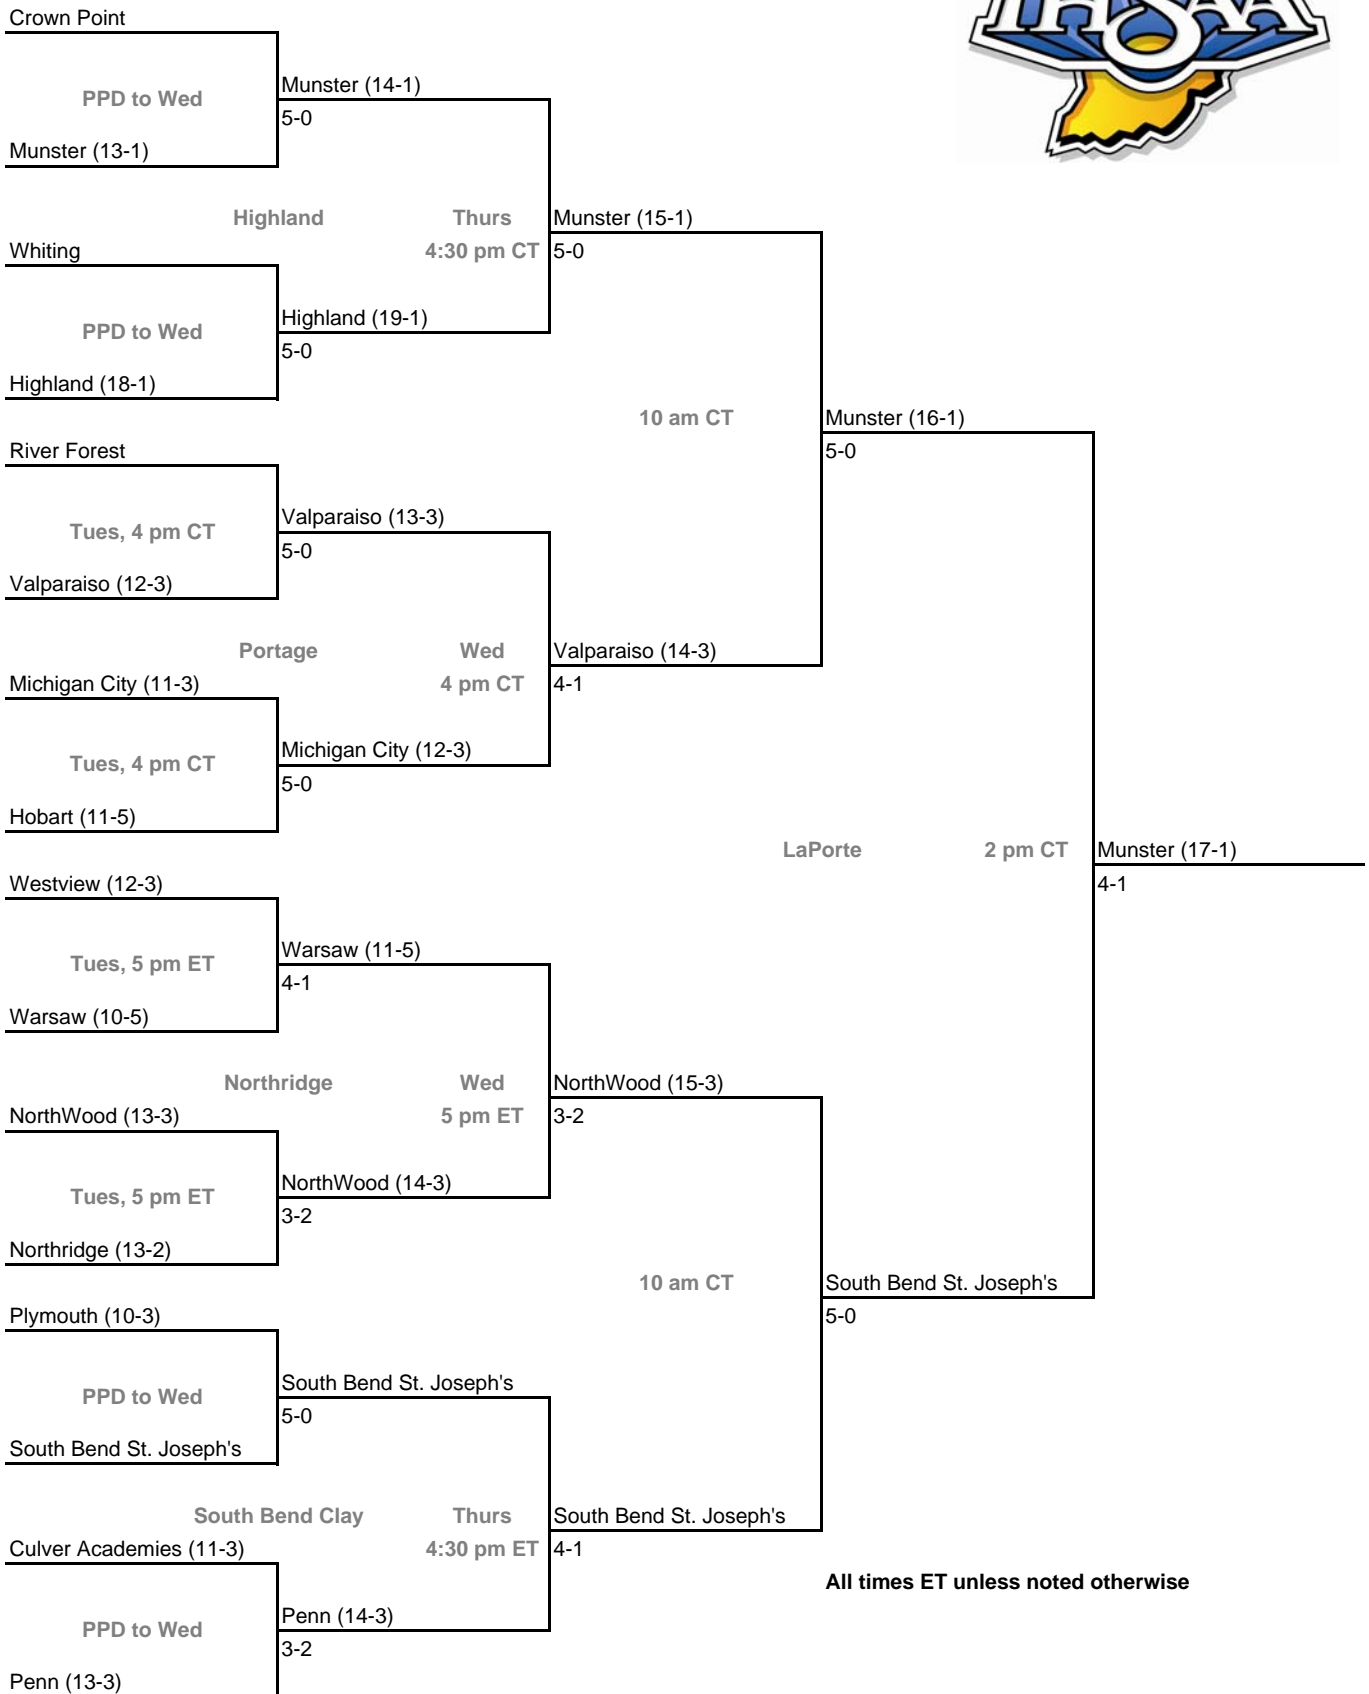 IHSAA
Crown Point
PPD to Wed
Munster (14-1)
5-0
Munster (13-1)
Highland
Thurs
Munster (15-1)
Whiting
4:30 pm CT
5-0
PPD to Wed
Highland (19-1)
5-0
Highland (18-1)
10 am CT
Munster (16-1)
5-0
River Forest
Tues, 4 pm CT
Valparaiso (13-3)
5-0
Valparaiso (12-3)
Portage
Wed
Valparaiso (14-3)
Michigan City (11-3)
4 pm CT
4-1
Tues, 4 pm CT
Michigan City (12-3)
5-0
Hobart (11-5)
LaPorte
2 pm CT
Munster (17-1)
4-1
Westview (12-3)
Tues, 5 pm ET
Warsaw (11-5)
4-1
Warsaw (10-5)
Northridge
Wed
NorthWood (15-3)
NorthWood (13-3)
5 pm ET
3-2
Tues, 5 pm ET
NorthWood (14-3)
3-2
Northridge (13-2)
10 am CT
South Bend St. Joseph's
5-0
Plymouth (10-3)
PPD to Wed
South Bend St. Joseph's
5-0
South Bend St. Joseph's
South Bend Clay
Thurs
South Bend St. Joseph's
Culver Academies (11-3)
4:30 pm ET
4-1
All times ET unless noted otherwise
PPD to Wed
Penn (14-3)
3-2
Penn (13-3)